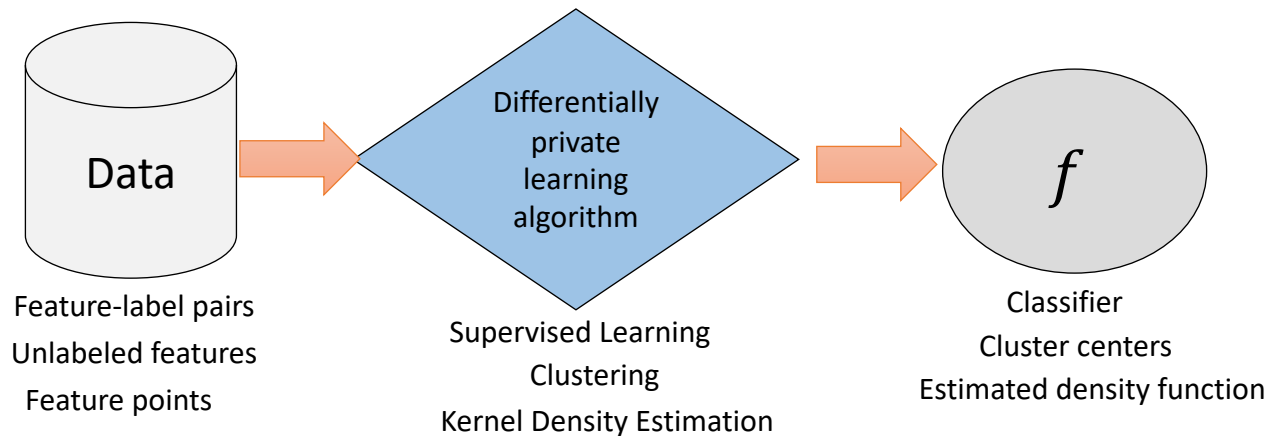 Data
Feature-label pairs
Unlabeled features
Feature points
Differentially
private
learning
algorithm
Supervised Learning
Clustering
Kernel Density Estimation
f
Classifier
Cluster centers
Estimated density function